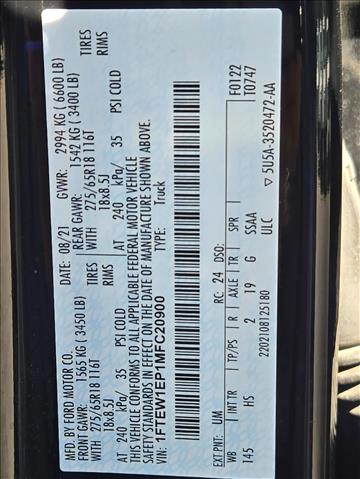 MFD. BY FORD MOTOR CO.
DATE: 08/21 GVWR: 2994 KG (6600 LB)
FRONT GAWR: 1565 KG (3450 LB) REAR GAWR: 1542 KG (3400 LB)
WITH 275/65R18 116T WITH 275/65R18 116T TIRES
18x8.5J 18x8.5J RIMS
AT 240 kPa/ 35 PSI COLD AT 240 kPa/ 35 PSI COLD
THIS VEHICLE CONFORMS TO ALL APPLICABLE FEDERAL MOTOR VEHICLE
SAFETY STANDARDS IN EFFECT ON THE DATE OF MANUFACTURE SHOWN ABOVE.
VIN: 1FTEW1EP1MFC20900
Truck
F0122
T0747
EXT PNT: UM RC: 24 DSO:
WB INT TR TP/PS R AXLE TR SPR
145 HS 2 19 G SSAA
ULC
2202108125180
▽ 5U5A-3520472-AA
TIRES
RIMS